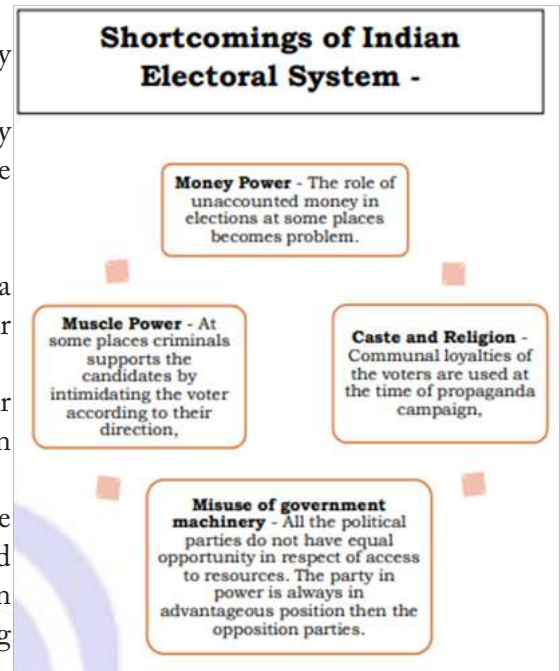 Shortcomings of Indian
Electoral System -
Money Power - The role of
unaccounted money in
elections at some places
becomes problem.
Muscle Power - At
some places criminals
supports the
candidates by
intimidating the voter
according to their
direction,
Caste and Religion -
Communal loyalties of
the voters are used at
the time of propaganda
campaign,
Misuse of government
machinery - All the political
parties do not have equal
opportunity in respect of access
to resources. The party in
power is always in
advantageous position then the
opposition parties.